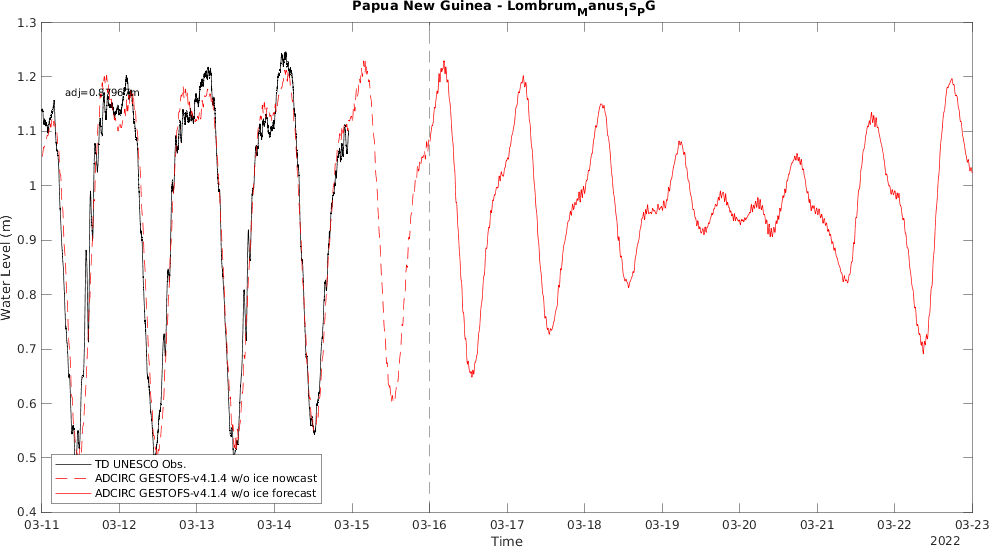 Papua New Guinea - LombrumManusIsPG
1.3
1.2
1.1
1
0.9
0.8
0.7
0.6
0.5
0.4
Water Level (m)
TD UNESCO Obs.
ADCIRC GESTOFS-v4.1.4 w/o ice nowcast
ADCIRC GESTOFS-v4.1.4 w/o ice forecast
03-11 03-12 03-13 03-14 03-15 03-16 03-17 03-18 03-19 03-20 03-21 03-22 03-23
Time
2022